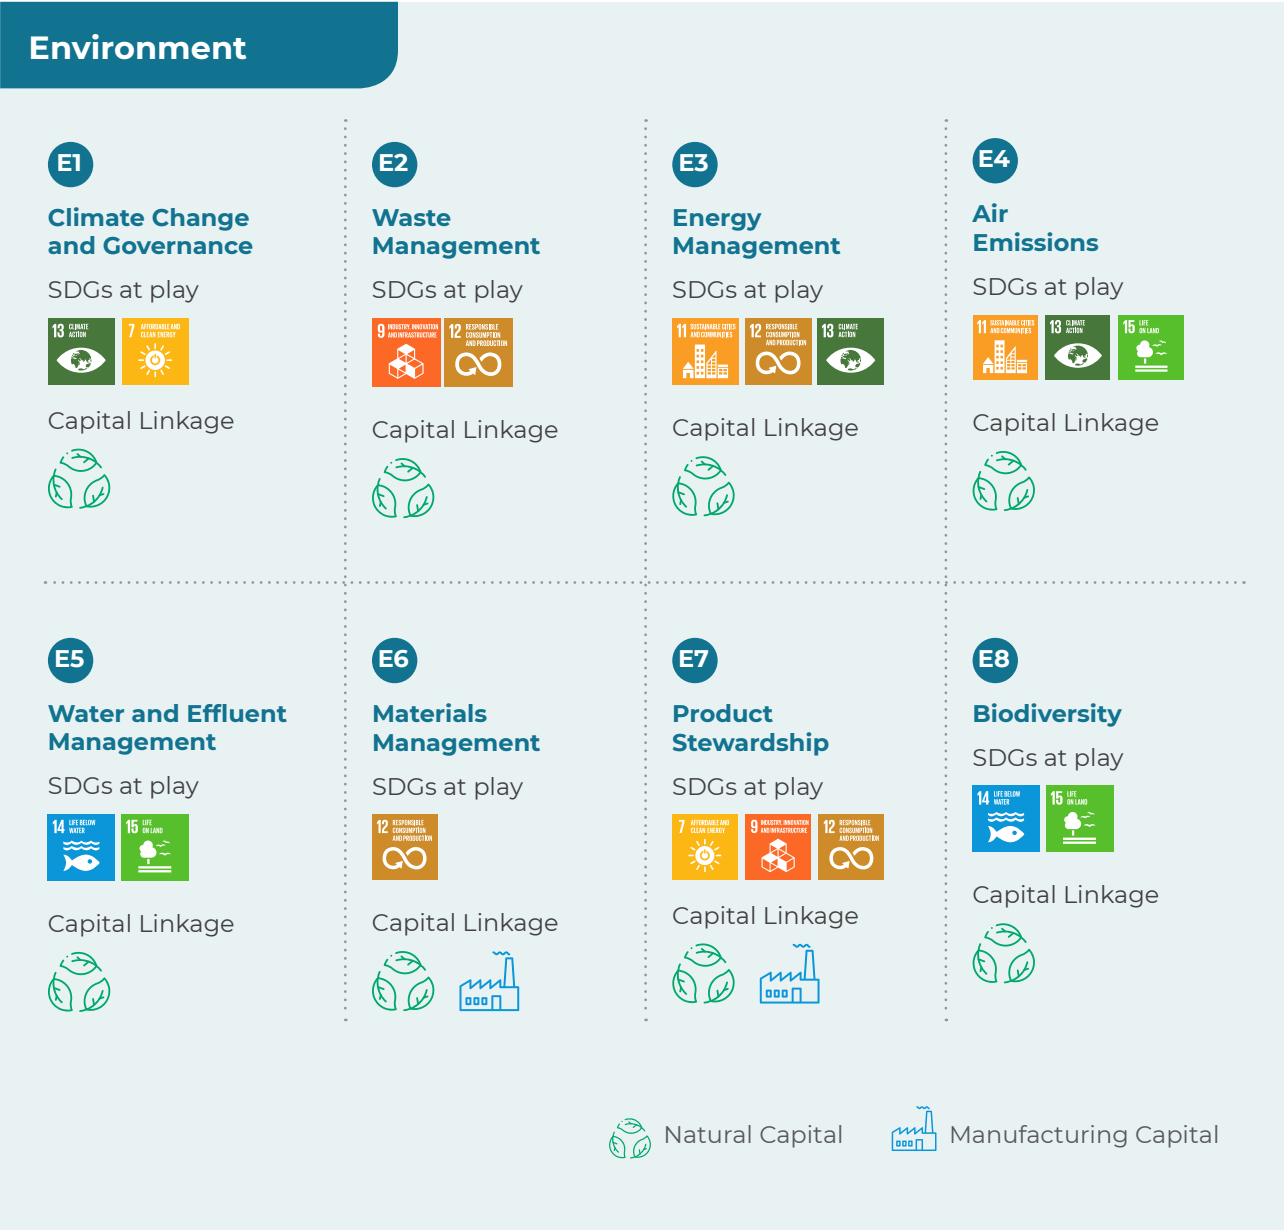 Environment
E1
Climate Change
and Governance
SDGs at play
13 CLIMATE
ACTION
7 AFFORDABLE AND
CLEAN ENERGY
Capital Linkage
E2
Waste
Management
SDGs at play
9 INDUSTRY, INNOVATION
AND INFRASTRUCTURE
12 RESPONSIBLE
CONSUMPTION
AND PRODUCTION
Capital Linkage
E3
Energy
Management
SDGs at play
11 SUSTAINABLE CITIES
AND COMMUNITIES
12 RESPONSIBLE
CONSUMPTION
AND PRODUCTION
13 CLIMATE
ACTION
Capital Linkage
E4
Air
Emissions
SDGs at play
11 SUSTAINABLE CITIES
AND COMMUNITIES
13 CLIMATE
ACTION
15 LIFE
ON LAND
Capital Linkage
E5
Water and Effluent
Management
SDGs at play
14 LIFE BELOW
WATER
15 LIFE
ON LAND
Capital Linkage
E6
Materials
Management
SDGs at play
12 RESPONSIBLE
CONSUMPTION
AND PRODUCTION
Capital Linkage
E7
Product
Stewardship
SDGs at play
7 AFFORDABLE AND
CLEAN ENERGY
9 INDUSTRY, INNOVATION
AND INFRASTRUCTURE
12 RESPONSIBLE
CONSUMPTION
AND PRODUCTION
Capital Linkage
E8
Biodiversity
SDGs at play
14 LIFE BELOW
WATER
15 LIFE
ON LAND
Capital Linkage
Natural Capital
Manufacturing Capital